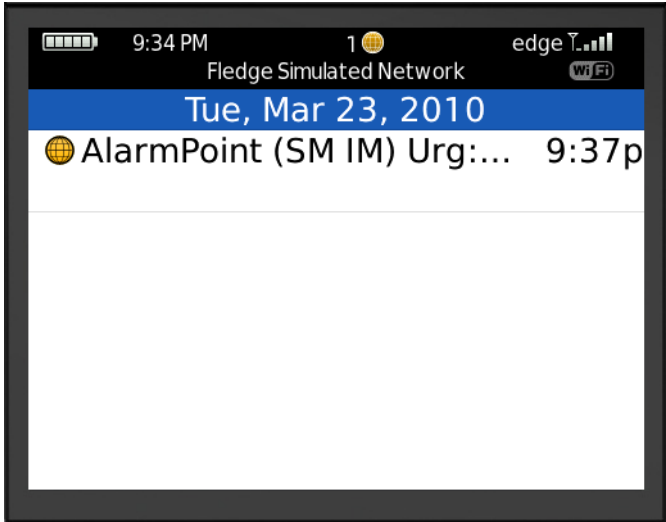 9:34 PM 1 edge
Fledge Simulated Network WiFi
Tue, Mar 23, 2010
AlarmPoint (SM IM) Urg:... 9:37p